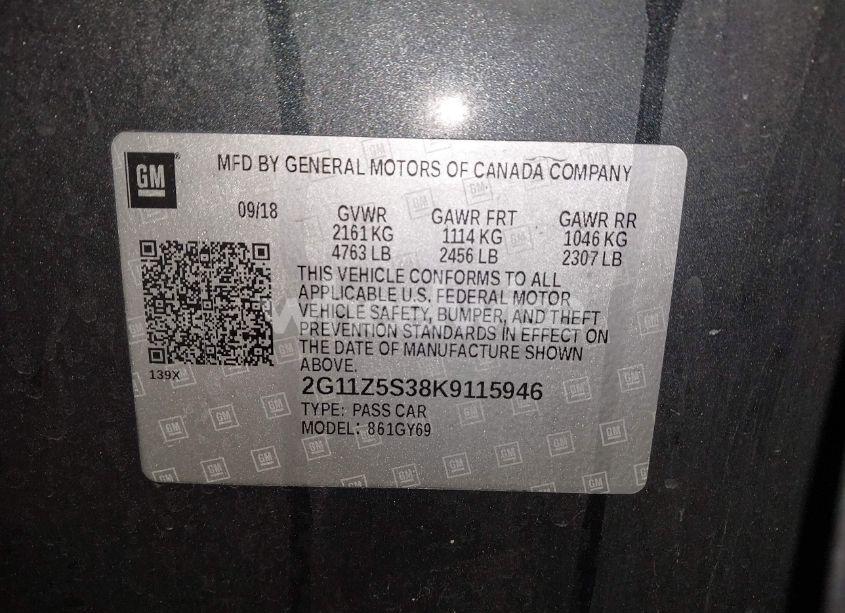 GM
MFD BY GENERAL MOTORS OF CANADA COMPANY
09/18 GVWR GAWR FRT GAWR RR
2161 KG 1114 KG 1046 KG
4763 LB 2456 LB 2307 LB
THIS VEHICLE CONFORMS TO ALL
APPLICABLE U.S. FEDERAL MOTOR
VEHICLE SAFETY, BUMPER, AND THEFT
PREVENTION STANDARDS IN EFFECT ON
THE DATE OF MANUFACTURE SHOWN
ABOVE.
139X
2G11Z5S38K9115946
TYPE: PASS CAR
MODEL: 861GY69